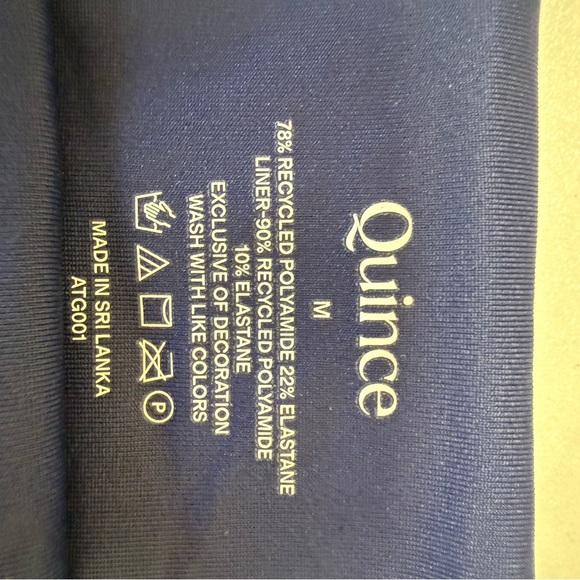 Quince
M
78% RECYCLED POLYAMIDE 22% ELASTANE
LINER-90% RECYCLED POLYAMIDE
10% ELASTANE
EXCLUSIVE OF DECORATION
WASH WITH LIKE COLORS
P
MADE IN SRI LANKA
ATG001